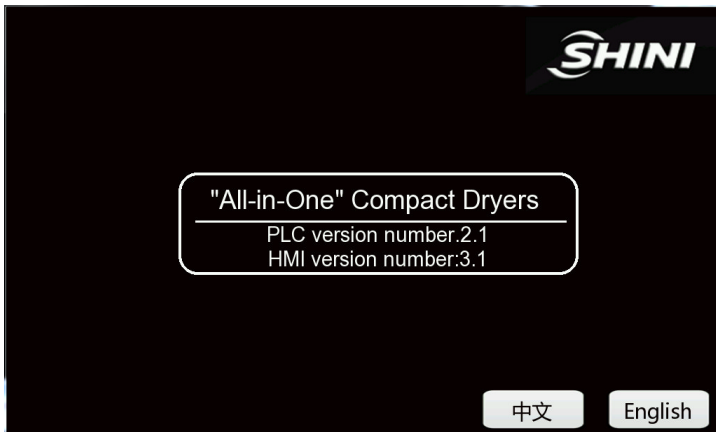 SHINI
"All-in-One" Compact Dryers
PLC version number.2.1
HMI version number:3.1
中文
English